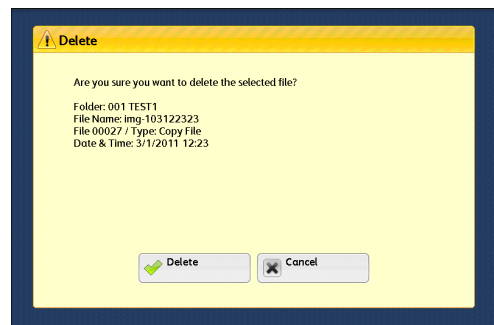 Delete
Are you sure you want to delete the selected file?
Folder: 001 TEST1
File Name: img-103122323
File 00027 / Type: Copy File
Date & Time: 3/1/2011 12:23
Delete
Cancel